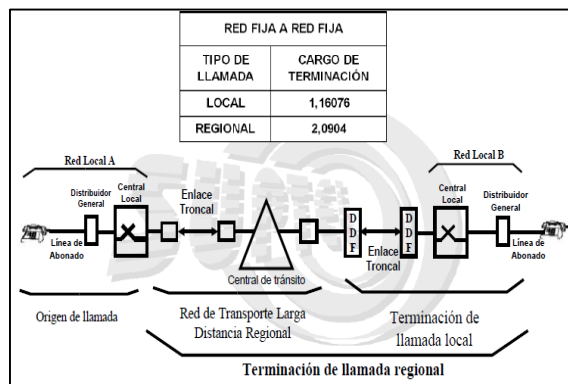 RED FIJA A RED FIJA
TIPO DE LLAMADA CARGO DE TERMINACIÓN
LOCAL 1,16076
REGIONAL 2,0904
Red Local A
Red Local B
Distribuidor General
Central Local
Enlace Troncal
Central Local
Distribuidor General
DDF
DDF
Línea de Abonado
Central de tránsito
Enlace Troncal
Línea de Abonado
Origen de llamada
Red de Transporte Larga Distancia Regional
Terminación de llamada local
Terminación de llamada regional